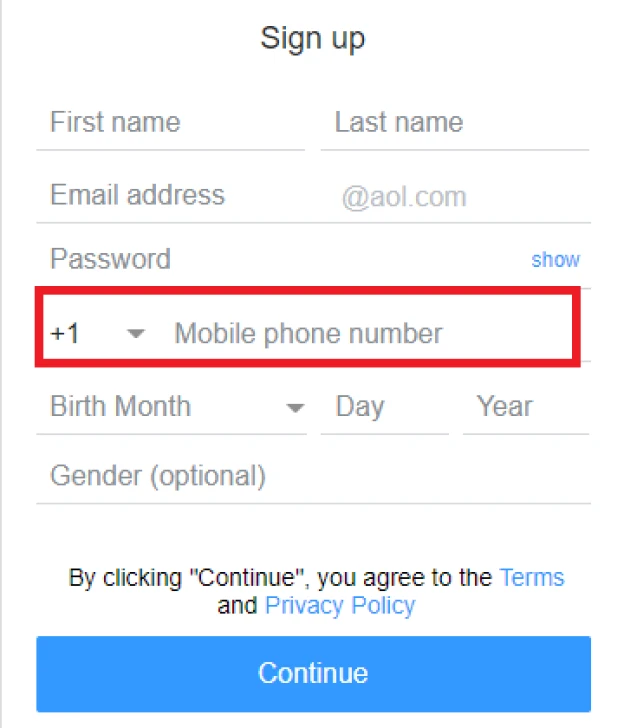 Sign up
First name Last name
Email address @aol.com
Password show
+1 Mobile phone number
Birth Month Day Year
Gender (optional)
By clicking "Continue", you agree to the Terms
and Privacy Policy
Continue